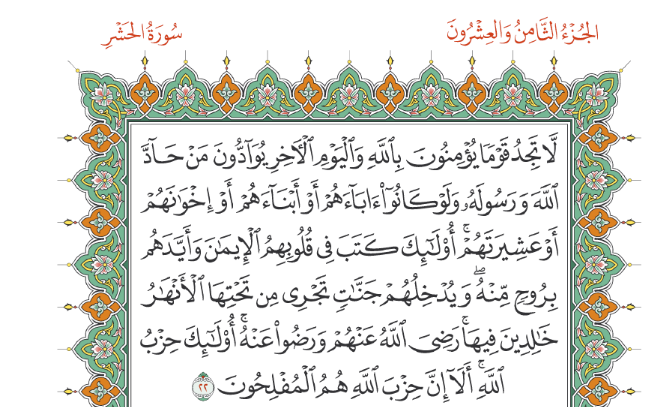 الجُزْءُ الثَّامِنُ وَالعِشْرُونَ
سُورَةُ الحَشْرِ
لَّا تَجِدُ قَوْمًا يُؤْمِنُونَ بِٱللَّهِ وَٱلْيَوْمِ ٱلْأٓخِرِ يُوَآدُّونَ مَنْ حَآدَّ
ٱللَّهَ وَرَسُولَهُۥ وَلَوْ كَانُوٓا۟ ءَابَآءَهُمْ أَوْ أَبْنَآءَهُمْ أَوْ إِخْوَٰنَهُمْ
أَوْ عَشِيرَتَهُمْ ۚ أُو۟لَـٰٓئِكَ كَتَبَ فِى قُلُوبِهِمُ ٱلْإِيمَـٰنَ وَأَيَّدَهُم
بِرُوحٍ مِّنْهُ ۖ وَيُدْخِلُهُمْ جَنَّـٰتٍ تَجْرِى مِن تَحْتِهَا ٱلْأَنْهَـٰرُ
خَـٰلِدِينَ فِيهَا ۚ رَضِىَ ٱللَّهُ عَنْهُمْ وَرَضُوا۟ عَنْهُ ۚ أُو۟لَـٰٓئِكَ حِزْبُ
ٱللَّهِ ۚ أَلَآ إِنَّ حِزْبَ ٱللَّهِ هُمُ ٱلْمُفْلِحُونَ ٢٢